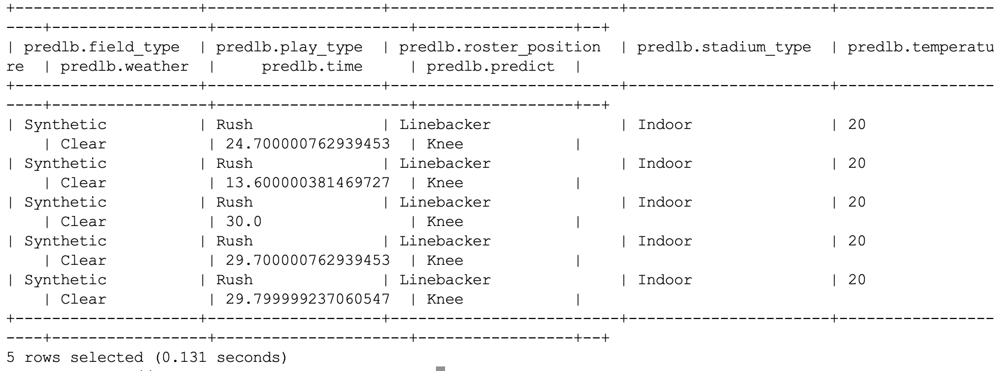 +--------------------+-------------------+-------------------------+----------------------+-----------------
----+-----------------+---------------------+-----------------+--+
| predlb.field_type  | predlb.play_type  | predlb.roster_position  | predlb.stadium_type  | predlb.temperatu
re  | predlb.weather  |     predlb.time     | predlb.predict  |
+--------------------+-------------------+-------------------------+----------------------+-----------------
----+-----------------+---------------------+-----------------+--+
| Synthetic          | Rush              | Linebacker              | Indoor               | 20
    | Clear           | 24.700000762939453  | Knee            |
| Synthetic          | Rush              | Linebacker              | Indoor               | 20
    | Clear           | 13.600000381469727  | Knee            |
| Synthetic          | Rush              | Linebacker              | Indoor               | 20
    | Clear           | 30.0                | Knee            |
| Synthetic          | Rush              | Linebacker              | Indoor               | 20
    | Clear           | 29.700000762939453  | Knee            |
| Synthetic          | Rush              | Linebacker              | Indoor               | 20
    | Clear           | 29.799999237060547  | Knee            |
+--------------------+-------------------+-------------------------+----------------------+-----------------
----+-----------------+---------------------+-----------------+--+
5 rows selected (0.131 seconds)